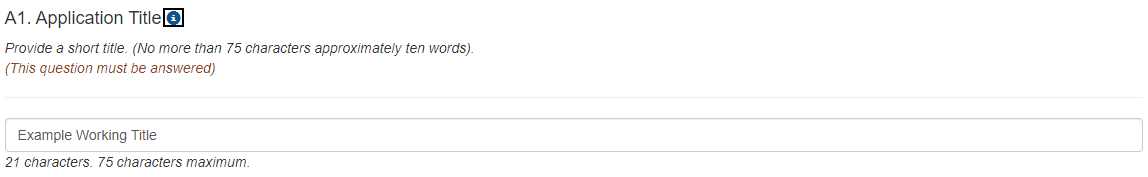 A1. Application Title
Provide a short title. (No more than 75 characters approximately ten words).
(This question must be answered)
Example Working Title
21 characters. 75 characters maximum.